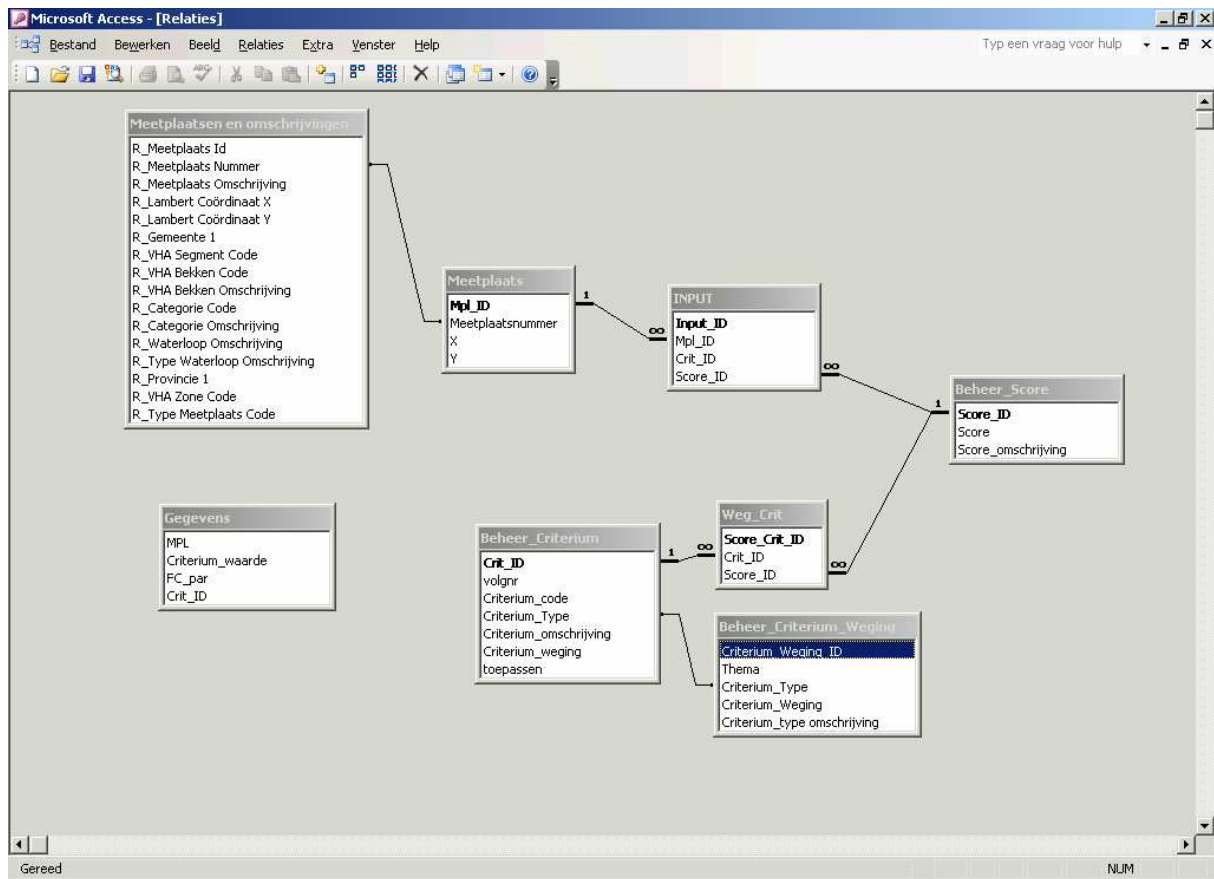 Microsoft Access - [Relaties]
Bestand Bewerken Beeld Relaties Extra Venster Help
Typ een vraag voor hulp
Meetplaatsen en omschrijvingen
R_Meetplaats Id
R_Meetplaats Nummer
R_Meetplaats Omschrijving
R_Lambert Coördinaat X
R_Lambert Coördinaat Y
R_Gemeente 1
R_VHA Segment Code
R_VHA Bekken Code
R_VHA Bekken Omschrijving
R_Categorie Code
R_Categorie Omschrijving
R_Waterloop Omschrijving
R_Type Waterloop Omschrijving
R_Provincie 1
R_VHA Zone Code
R_Type Meetplaats Code
Meetplaats
Mpl_ID
Meetplaatsnummer
X
Y
1
∞
INPUT
Input_ID
Mpl_ID
Crit_ID
Score_ID
∞
1
Beheer_Score
Score_ID
Score
Score_omschrijving
Gegevens
MPL
Criterium_waarde
FC_par
Crit_ID
Beheer_Criterium
Crit_ID
volgnr
Criterium_code
Criterium_Type
Criterium_omschrijving
Criterium_weging
toepassen
1
∞
Weg_Crit
Score_Crit_ID
Crit_ID
Score_ID
∞
Beheer_Criterium_Weging
Criterium_Weging_ID
Thema
Criterium_Type
Criterium_Weging
Criterium_type omschrijving
Gereed
NUM